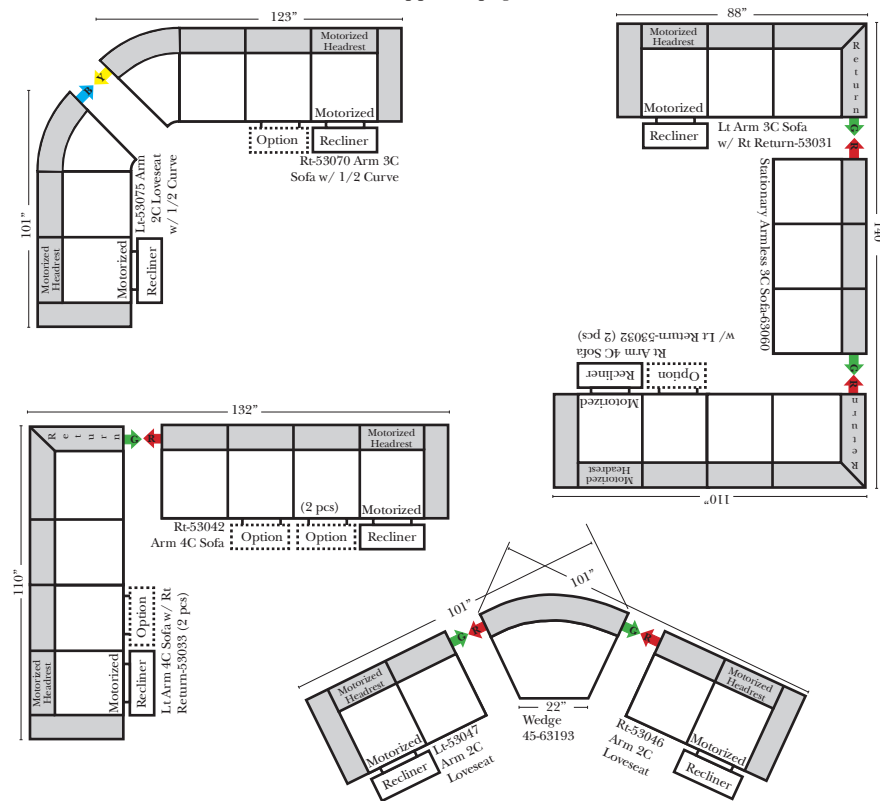 123”
Motorized
Headrest
Y
B
Motorized
Option
Recliner
Rt-53070 Arm 3C
Sofa w/ 1/2 Curve
101”
Lt-53075 Arm
2C Loveseat
w/ 1/2 Curve
Motorized
Headrest
Motorized
Recliner
88”
Motorized
Headrest
Return
Motorized
Recliner
Lt Arm 3C Sofa
w/ Rt Return-53031
G
R
140”
Stationary Armless 3C Sofa-63060
G
R
Rt Arm 4C Sofa
w/ Lt Return-53032 (2 pcs)
Recliner
Option
Motorized
Return
Motorized
Headrest
110”
132”
Return
G
R
Motorized
Headrest
(2 pcs)
Motorized
Rt-53042
Arm 4C Sofa
Option
Option
Recliner
110”
Option
Lt Arm 4C Sofa w/ Rt
Return-53033 (2 pcs)
Motorized
Headrest
Motorized
Recliner
101”
101”
G
R
G
R
Motorized
Headrest
Motorized
Headrest
22”
Wedge
45-63193
Motorized
Recliner
Lt-53047
Arm 2C
Loveseat
Rt-53046
Arm 2C
Loveseat
Motorized
Recliner